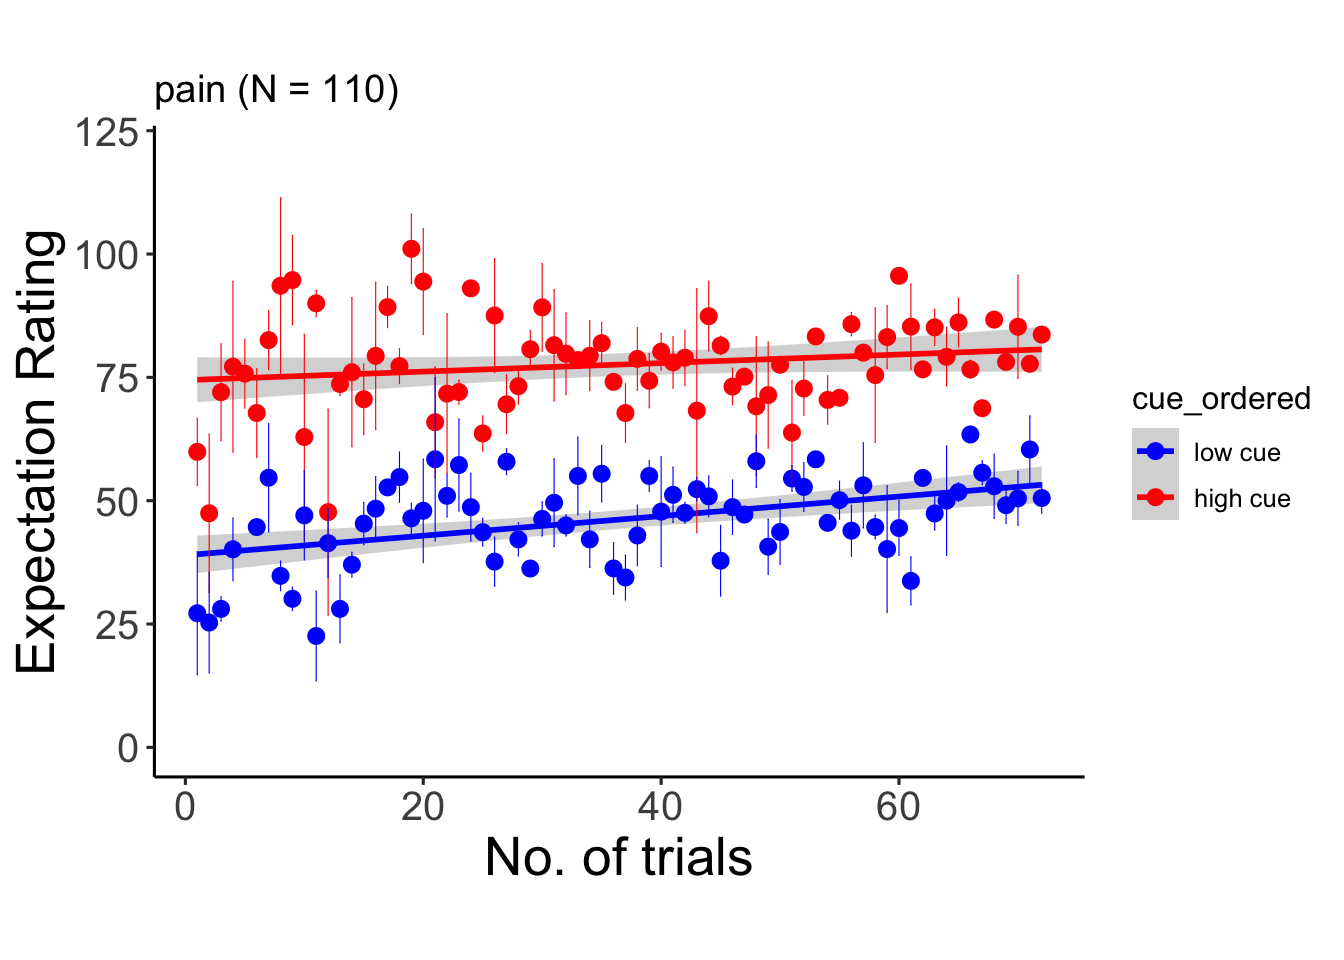 pain (N = 110)
125
100
75
50
25
0
Expectation Rating
0 20 40 60
No. of trials
cue_ordered
low cue
high cue